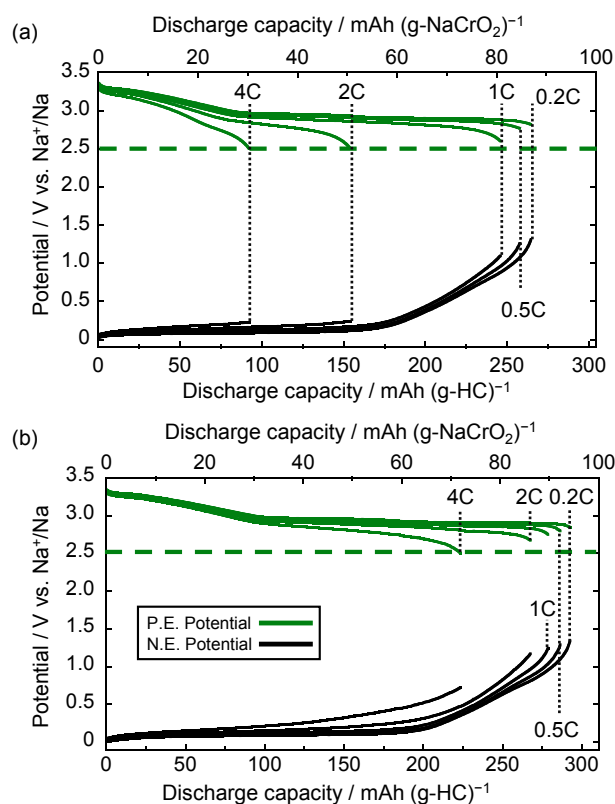 (a)
Discharge capacity / mAh (g-NaCrO₂)⁻¹
0 20 40 60 80 100
4C 2C 1C 0.2C
3.5
3.0
2.5
2.0
1.5
1.0
0.5
0.0
Potential / V vs. Na⁺/Na
0.5C
0 50 100 150 200 250 300
Discharge capacity / mAh (g-HC)⁻¹
(b)
Discharge capacity / mAh (g-NaCrO₂)⁻¹
0 20 40 60 80 100
4C 2C 0.2C
3.5
3.0
2.5
2.0
1.5
1.0
0.5
0
Potential / V vs. Na⁺/Na
P.E. Potential
N.E. Potential
1C
0.5C
0 50 100 150 200 250 300
Discharge capacity / mAh (g-HC)⁻¹